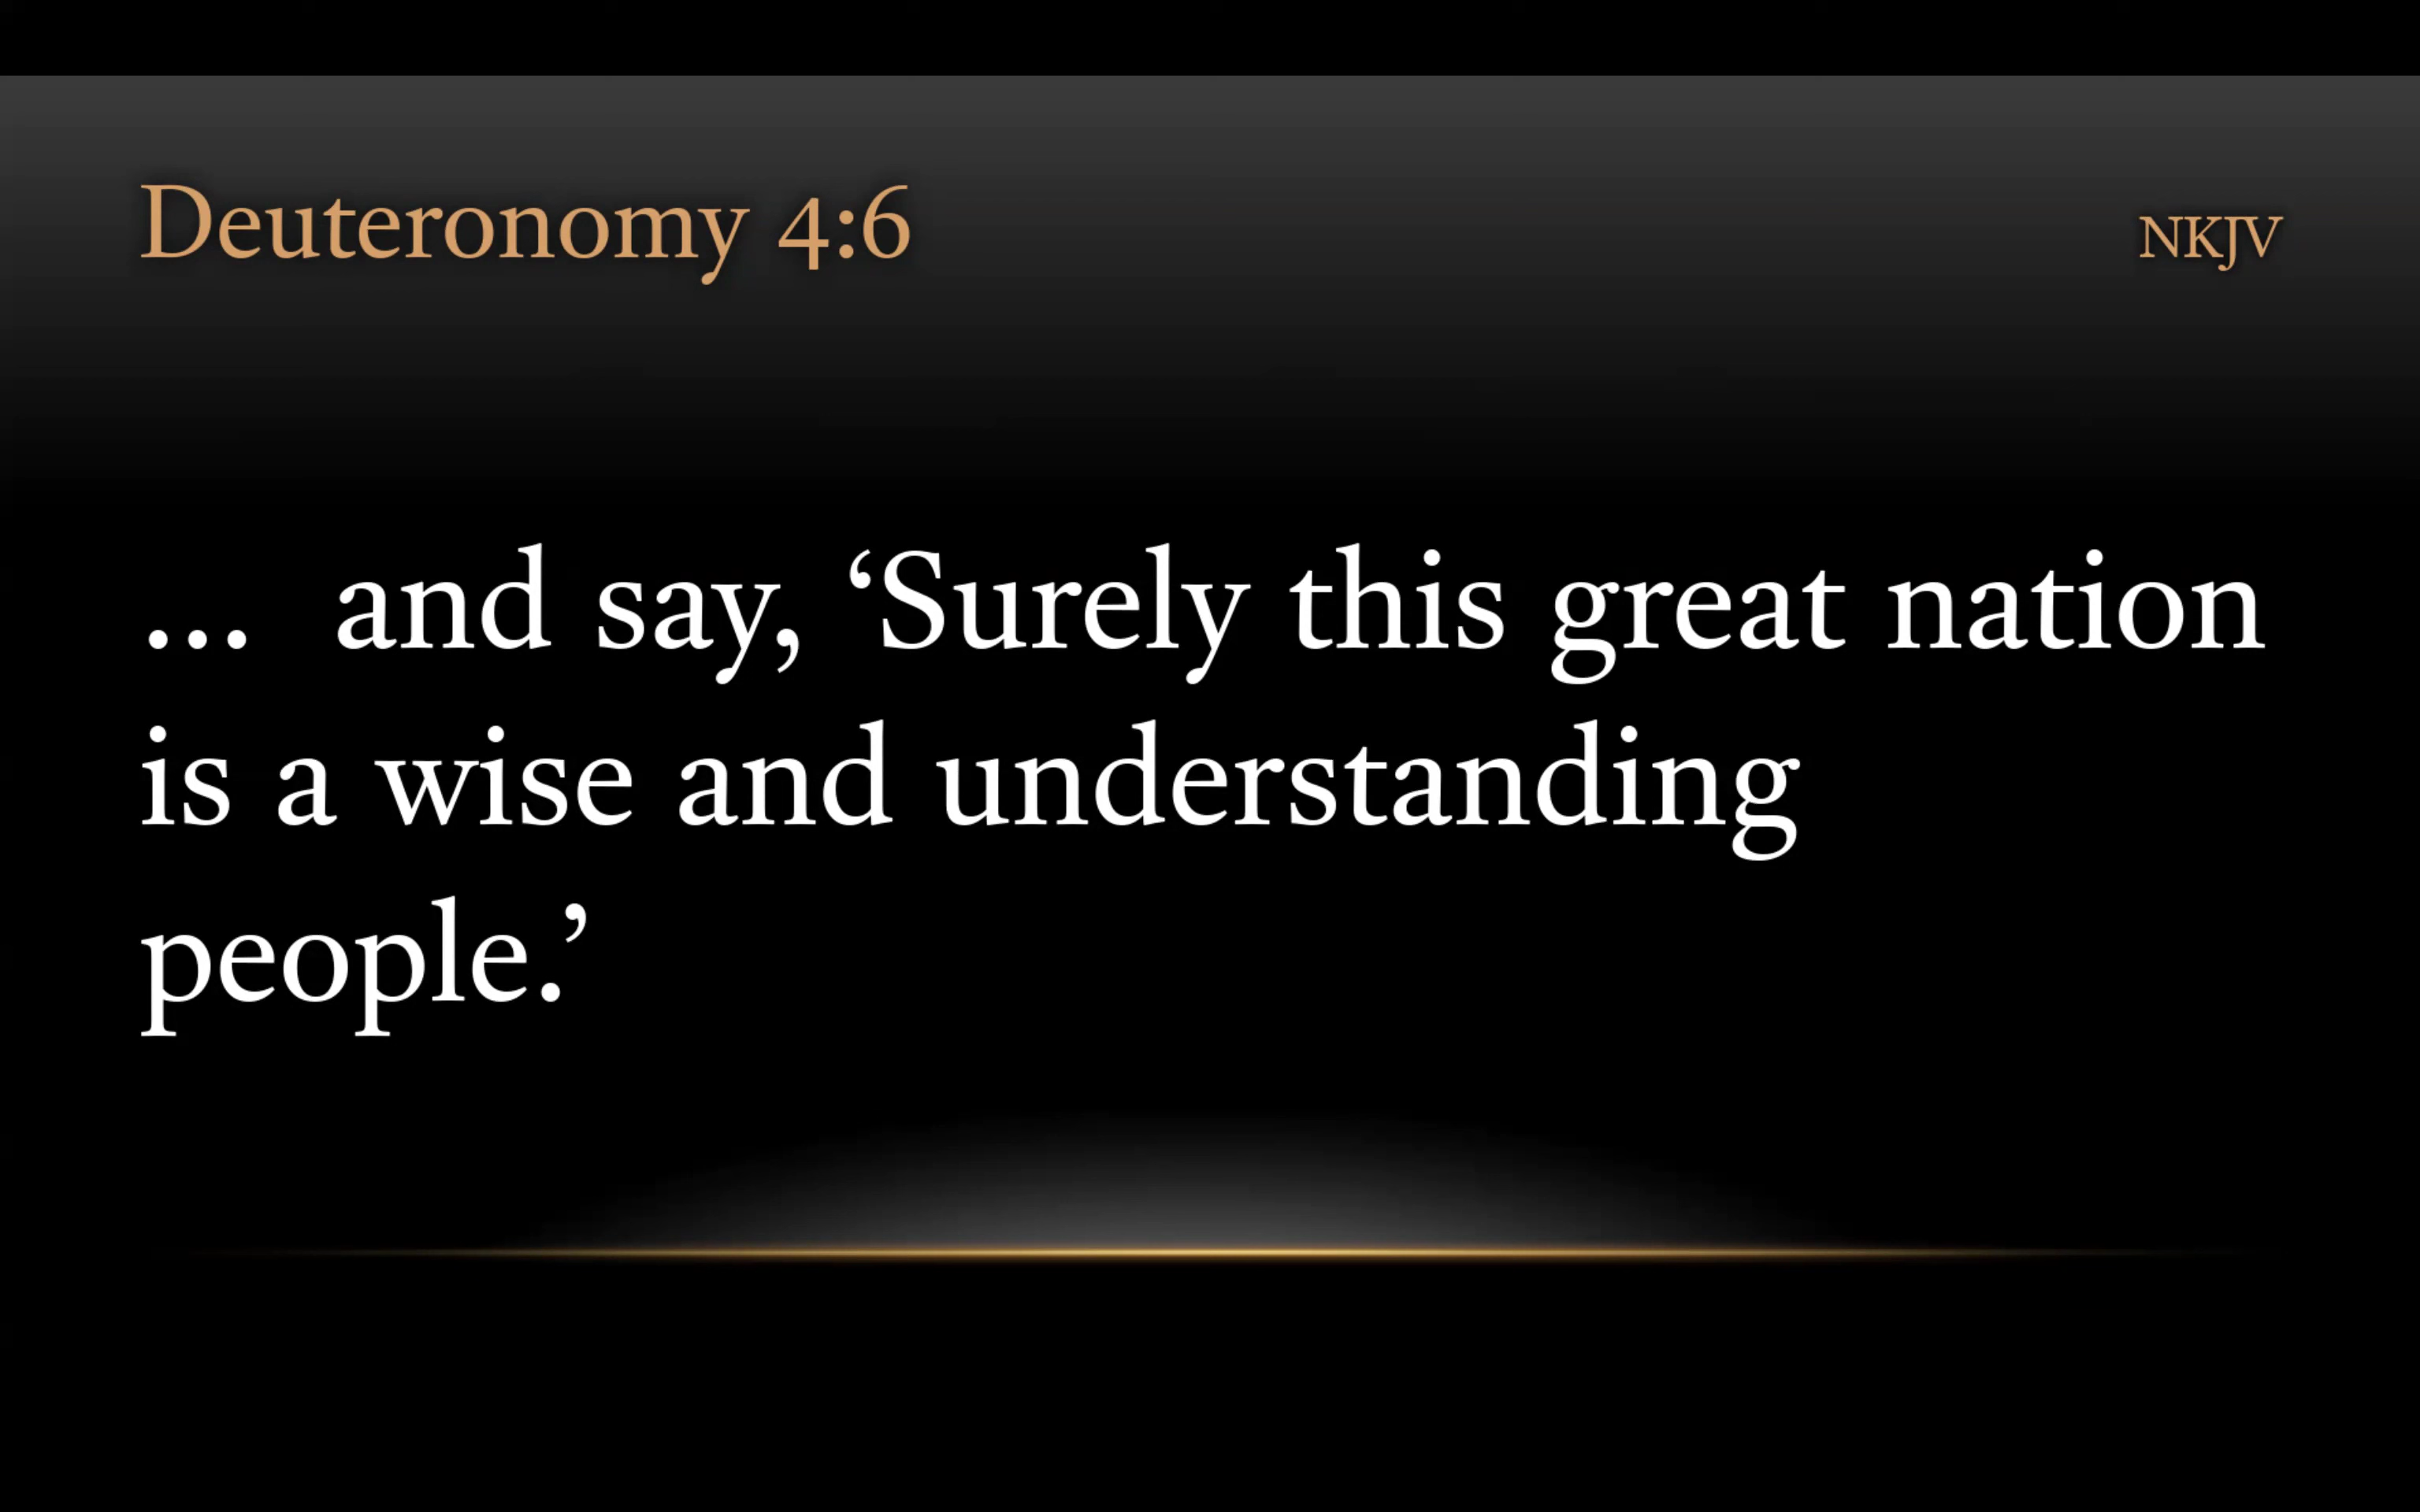 Deuteronomy 4:6 NKJV
... and say, ‘Surely this great nation
is a wise and understanding
people.’